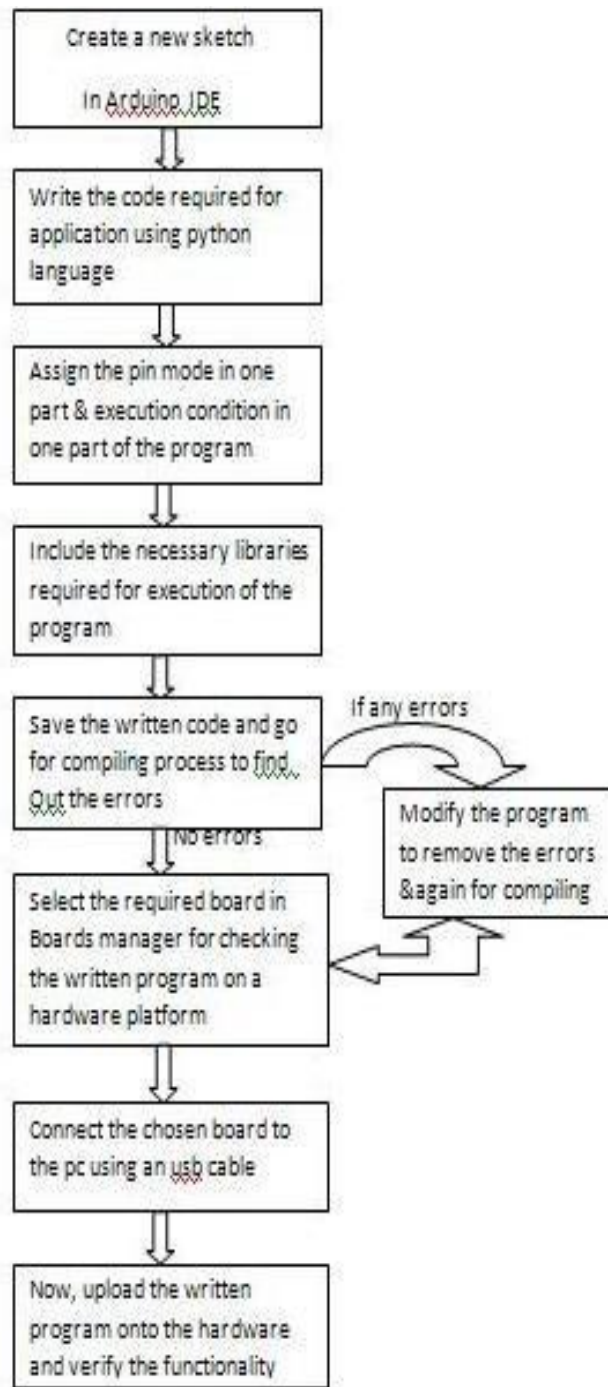 Create a new sketch
In Arduino IDE
Write the code required for
application using python
language
Assign the pin mode in one
part & execution condition in
one part of the program
Include the necessary libraries
required for execution of the
program
Save the written code and go
for compiling process to find
Out the errors
If any errors
Modify the program
to remove the errors
&again for compiling
No errors
Select the required board in
Boards manager for checking
the written program on a
hardware platform
Connect the chosen board to
the pc using an usb cable
Now, upload the written
program onto the hardware
and verify the functionality